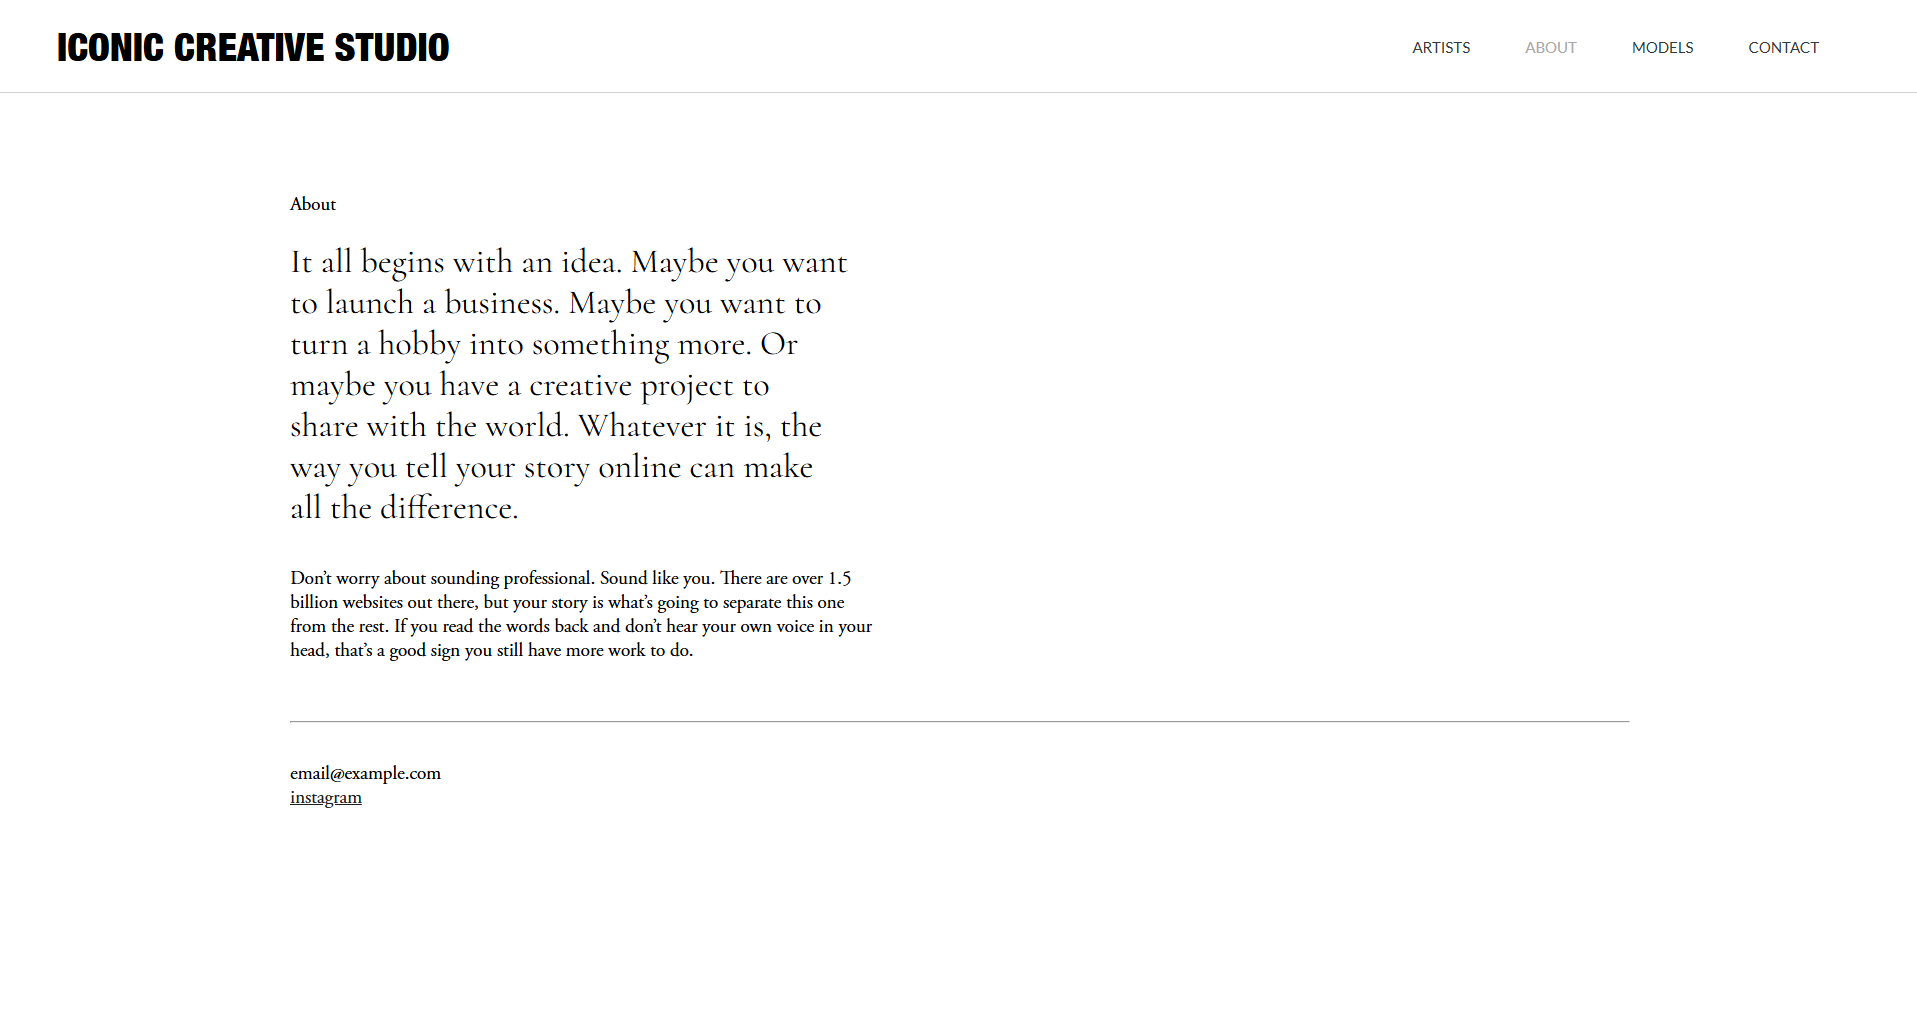 ICONIC CREATIVE STUDIO
ARTISTS ABOUT MODELS CONTACT
About
It all begins with an idea. Maybe you want
to launch a business. Maybe you want to
turn a hobby into something more. Or
maybe you have a creative project to
share with the world. Whatever it is, the
way you tell your story online can make
all the difference.
Don’t worry about sounding professional. Sound like you. There are over 1.5
billion websites out there, but your story is what’s going to separate this one
from the rest. If you read the words back and don’t hear your own voice in your
head, that’s a good sign you still have more work to do.
email@example.com
instagram